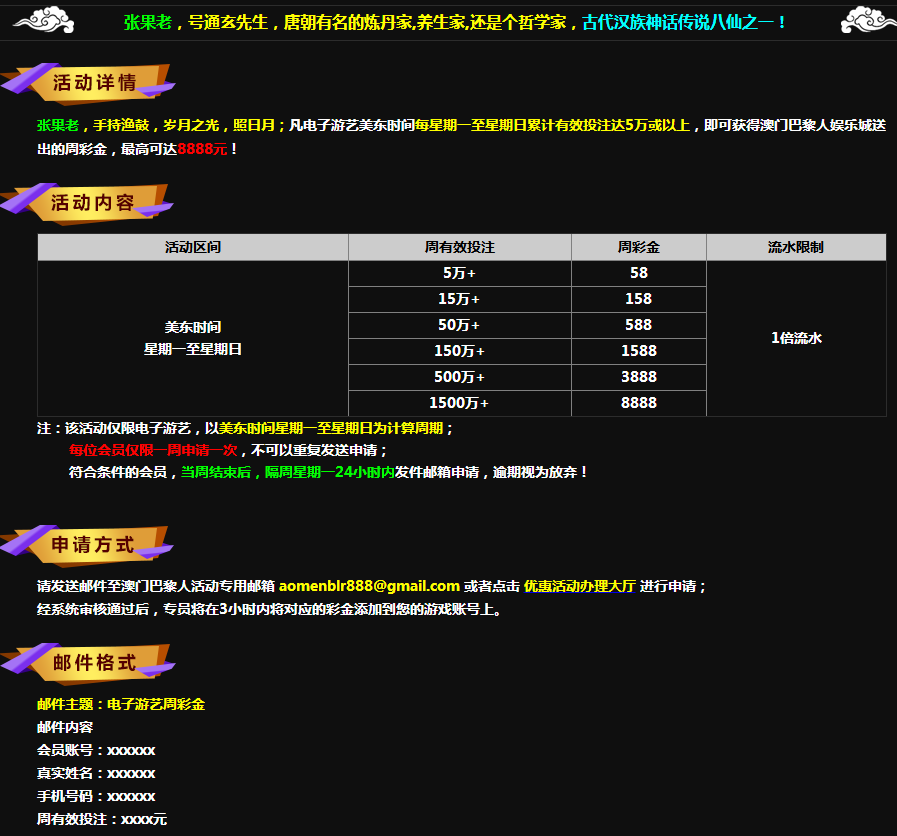 张果老，号通玄先生，唐朝有名的炼丹家,养生家,还是个哲学家，古代汉族神话传说八仙之一！
活动详情
张果老，手持渔鼓，岁月之光，照日月；凡电子游艺美东时间每星期一至星期日累计有效投注达5万或以上，即可获得澳门巴黎人娱乐城送
出的周彩金，最高可达8888元！
活动内容
活动区间 周有效投注 周彩金 流水限制
5万+ 58
15万+ 158
美东时间
星期一至星期日
50万+ 588
1倍流水
150万+ 1588
500万+ 3888
1500万+ 8888
注：该活动仅限电子游艺，以美东时间星期一至星期日为计算周期；
每位会员仅限一周申请一次，不可以重复发送申请；
符合条件的会员，当周结束后，隔周星期一24小时内发件邮箱申请，逾期视为放弃！
申请方式
请发送邮件至澳门巴黎人活动专用邮箱 aomenblr888@gmail.com 或者点击 优惠活动办理大厅 进行申请；
经系统审核通过后，专员将在3小时内将对应的彩金添加到您的游戏账号上。
邮件格式
邮件主题：电子游艺周彩金
邮件内容
会员账号：xxxxxx
真实姓名：xxxxxx
手机号码：xxxxxx
周有效投注：xxxx元